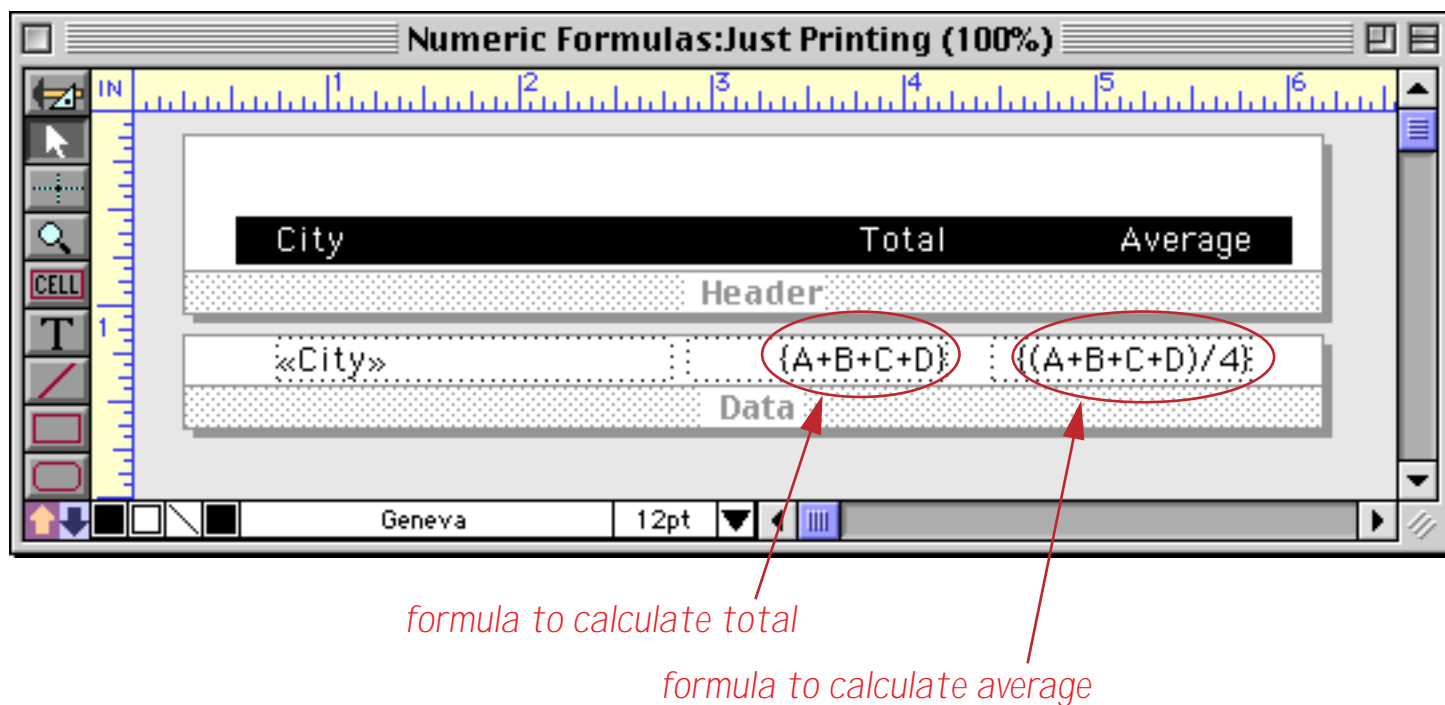 Numeric Formulas:Just Printing (100%)
IN 1 2 3 4 5 6
City Total Average
CELL
Header
T
1
«City» {A+B+C+D} {(A+B+C+D)/4}
Data
Geneva 12pt
formula to calculate total
formula to calculate average